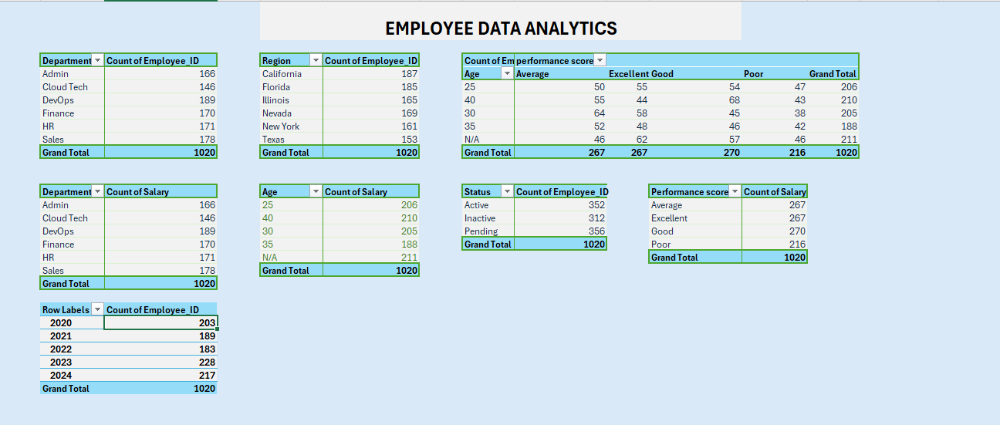 EMPLOYEE DATA ANALYTICS
Department Count of Employee_ID
Admin 166
Cloud Tech 146
DevOps 189
Finance 170
HR 171
Sales 178
Grand Total 1020
Region Count of Employee_ID
California 187
Florida 185
Illinois 165
Nevada 169
New York 161
Texas 153
Grand Total 1020
Count of Em performance score
Age Average Excellent Good Poor Grand Total
25 50 55 54 47 206
40 55 44 68 43 210
30 64 58 45 38 205
35 52 48 46 42 188
N/A 46 62 57 46 211
Grand Total 267 267 270 216 1020
Department Count of Salary
Admin 166
Cloud Tech 146
DevOps 189
Finance 170
HR 171
Sales 178
Grand Total 1020
Age Count of Salary
25 206
40 210
30 205
35 188
N/A 211
Grand Total 1020
Status Count of Employee_ID
Active 352
Inactive 312
Pending 356
Grand Total 1020
Performance score Count of Salary
Average 267
Excellent 267
Good 270
Poor 216
Grand Total 1020
Row Labels Count of Employee_ID
2020 203
2021 189
2022 183
2023 228
2024 217
Grand Total 1020